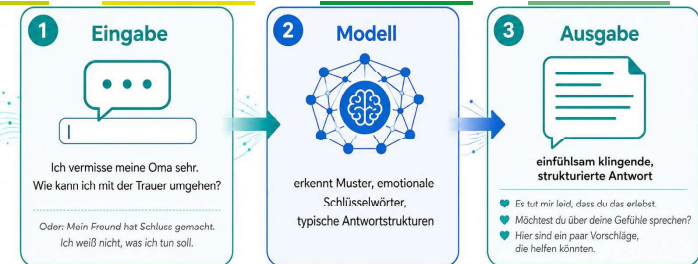 1
Eingabe
Ich vermisse meine Oma sehr.
Wie kann ich mit der Trauer umgehen?
Oder: Mein Freund hat Schluss gemacht.
Ich weiß nicht, was ich tun soll.
2
Modell
erkennt Muster, emotionale
Schlüsselwörter,
typische Antwortstrukturen
3
Ausgabe
einfühlsam klingende,
strukturierte Antwort
Es tut mir leid, dass du das erlebst.
Möchtest du über deine Gefühle sprechen?
Hier sind ein paar Vorschläge,
die helfen könnten.